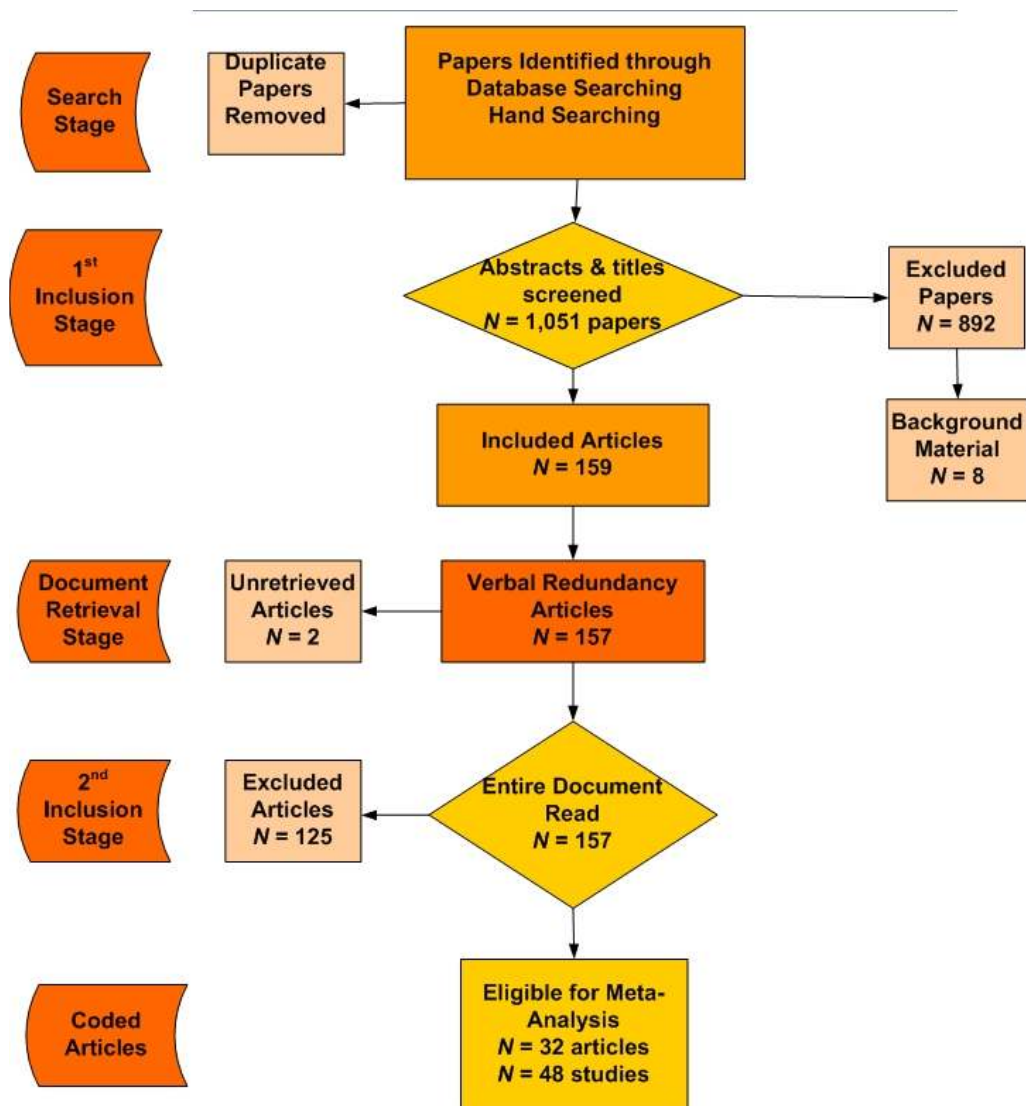 Search
Stage
Duplicate
Papers
Removed
Papers Identified through
Database Searching
Hand Searching
1st
Inclusion
Stage
Abstracts & titles
screened
N = 1,051 papers
Excluded
Papers
N = 892
Background
Material
N = 8
Included Articles
N = 159
Document
Retrieval
Stage
Unretrieved
Articles
N = 2
Verbal Redundancy
Articles
N = 157
2nd
Inclusion
Stage
Excluded
Articles
N = 125
Entire Document
Read
N = 157
Coded
Articles
Eligible for Meta-
Analysis
N = 32 articles
N = 48 studies